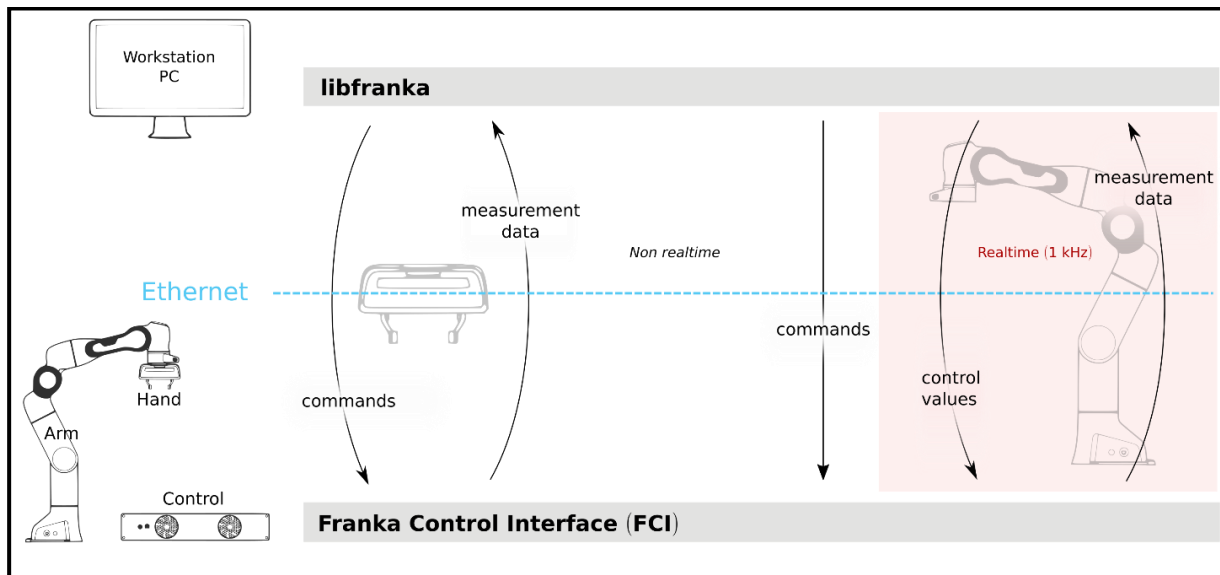 Workstation
PC
libfranka
measurement
data
measurement
data
Non realtime
Realtime (1 kHz)
Ethernet
commands
control
values
commands
Hand
Arm
Control
Franka Control Interface (FCI)